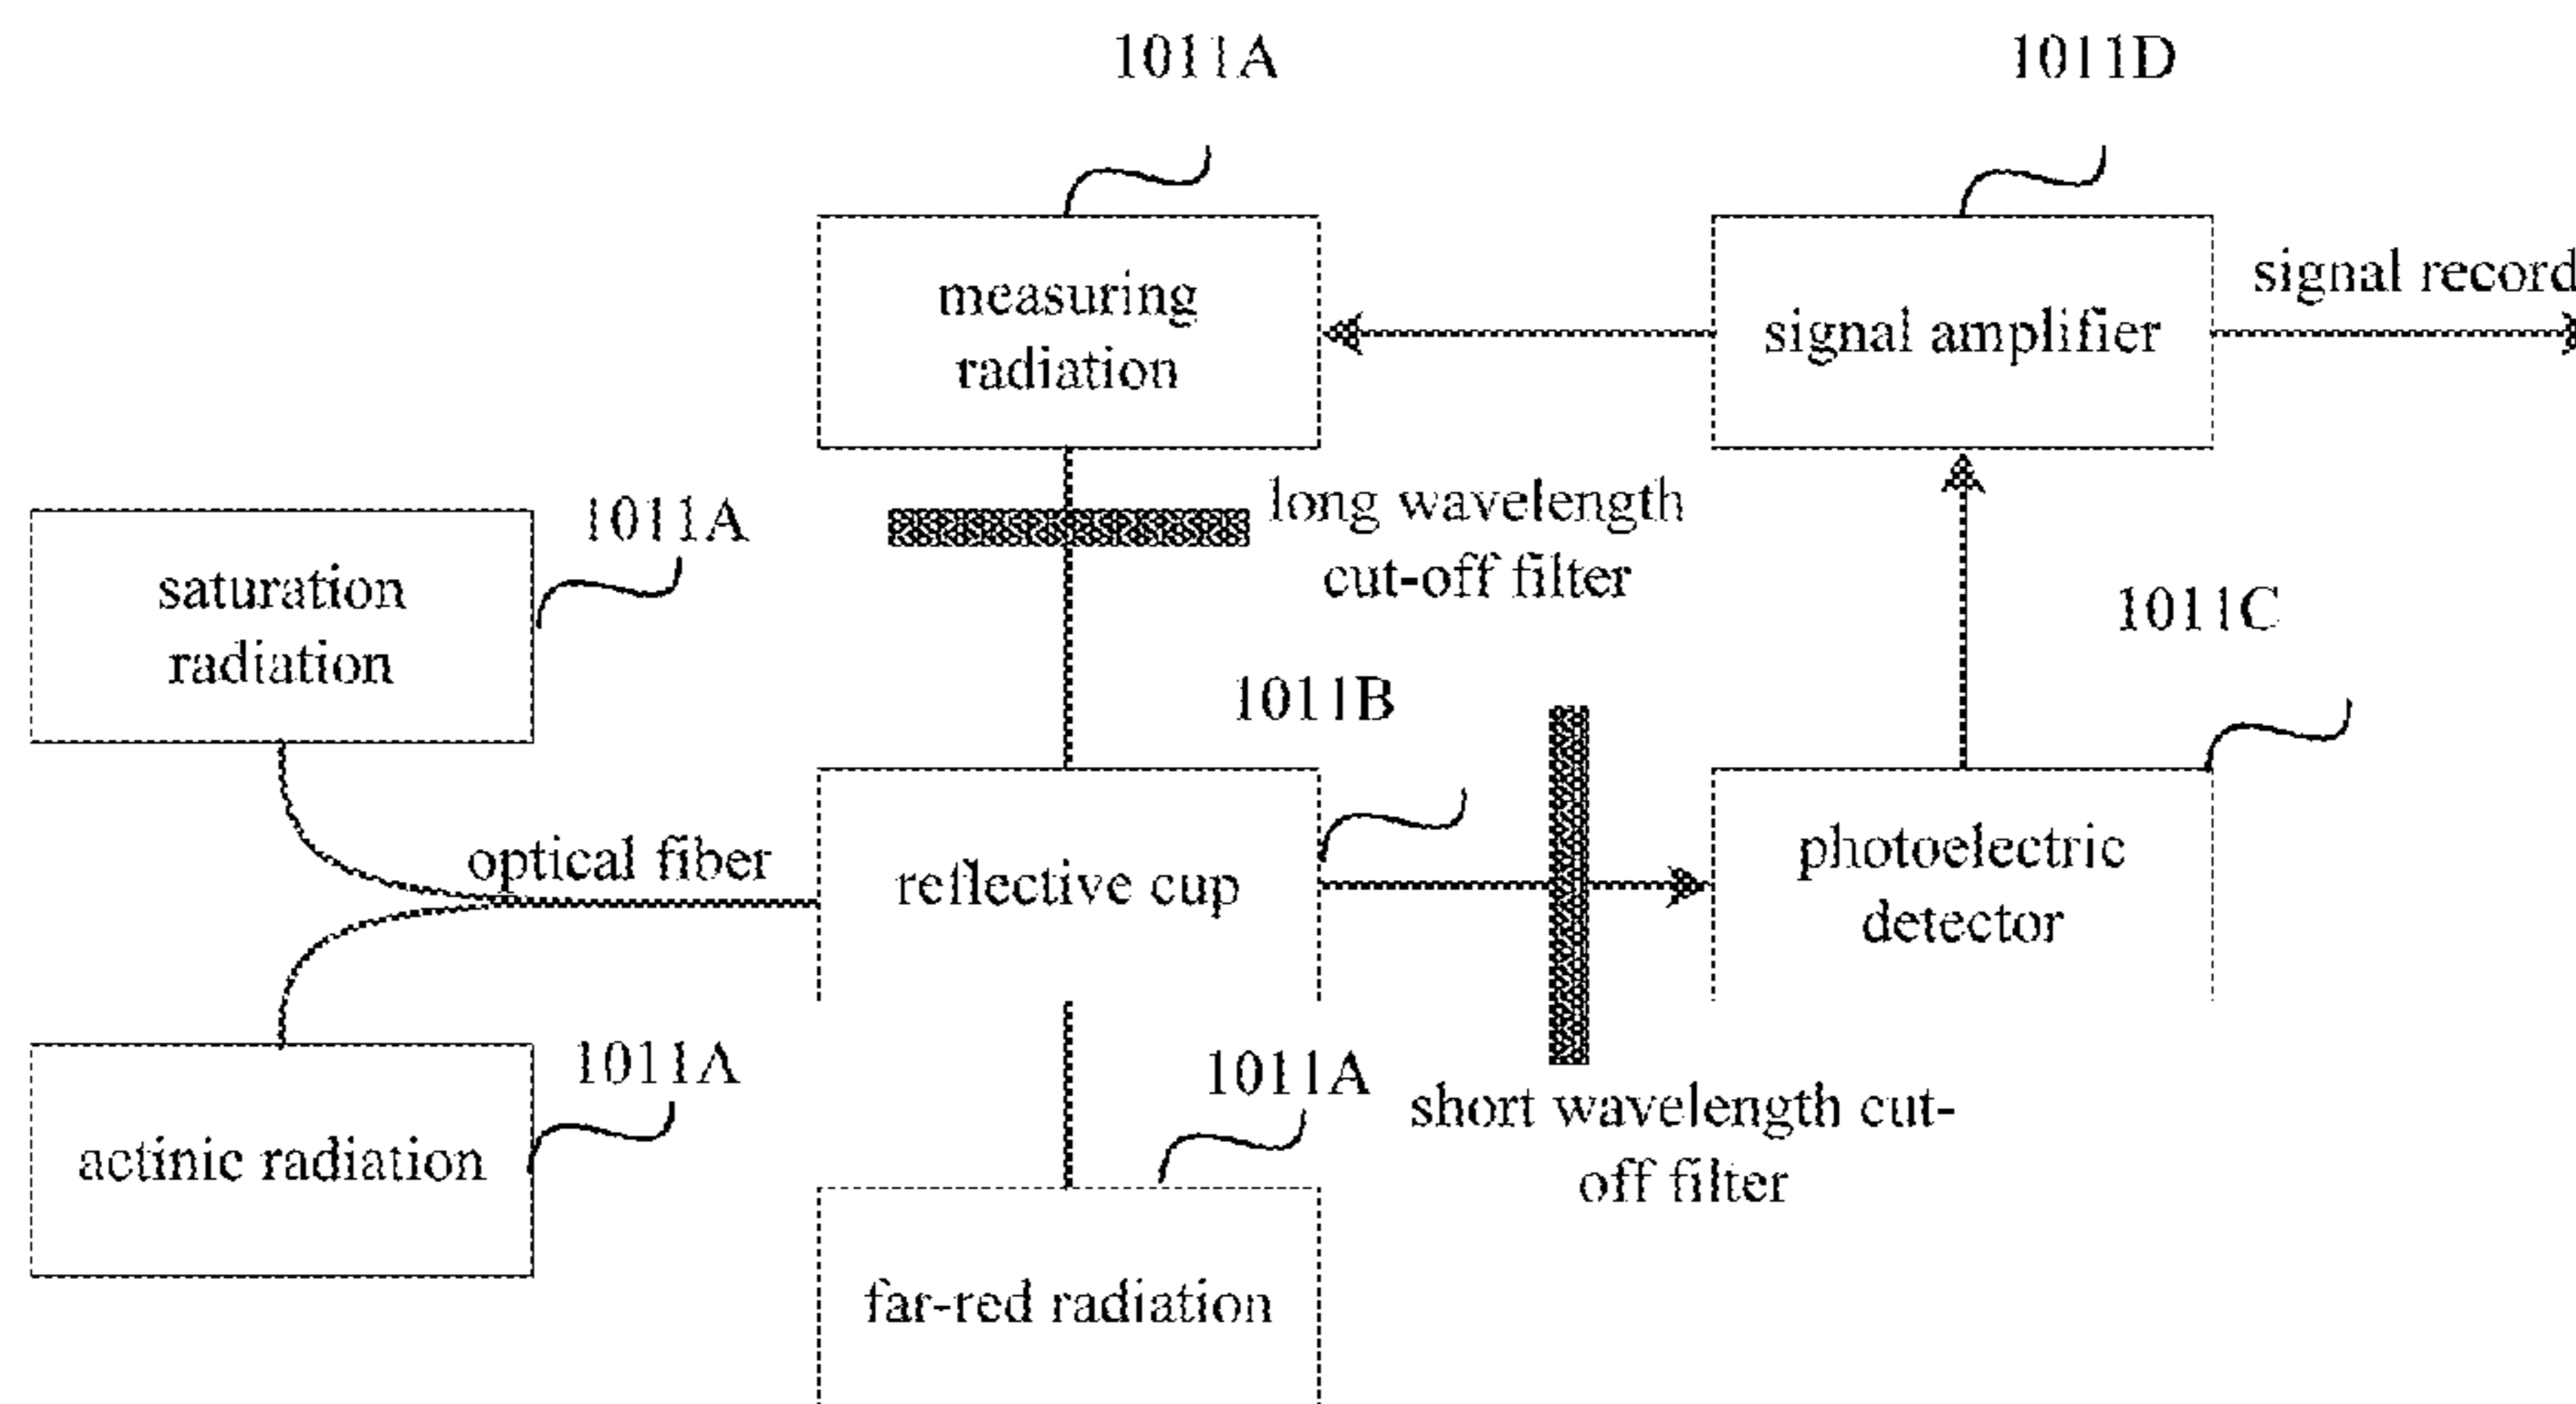 1011A
1011D
measuring
radiation
signal amplifier
signal record
long wavelength
cut-off filter
saturation
radiation
1011A
1011C
1011B
optical fiber
reflective cup
photoelectric
detector
actinic radiation
1011A
1011A
short wavelength cut-
off filter
far-red radiation